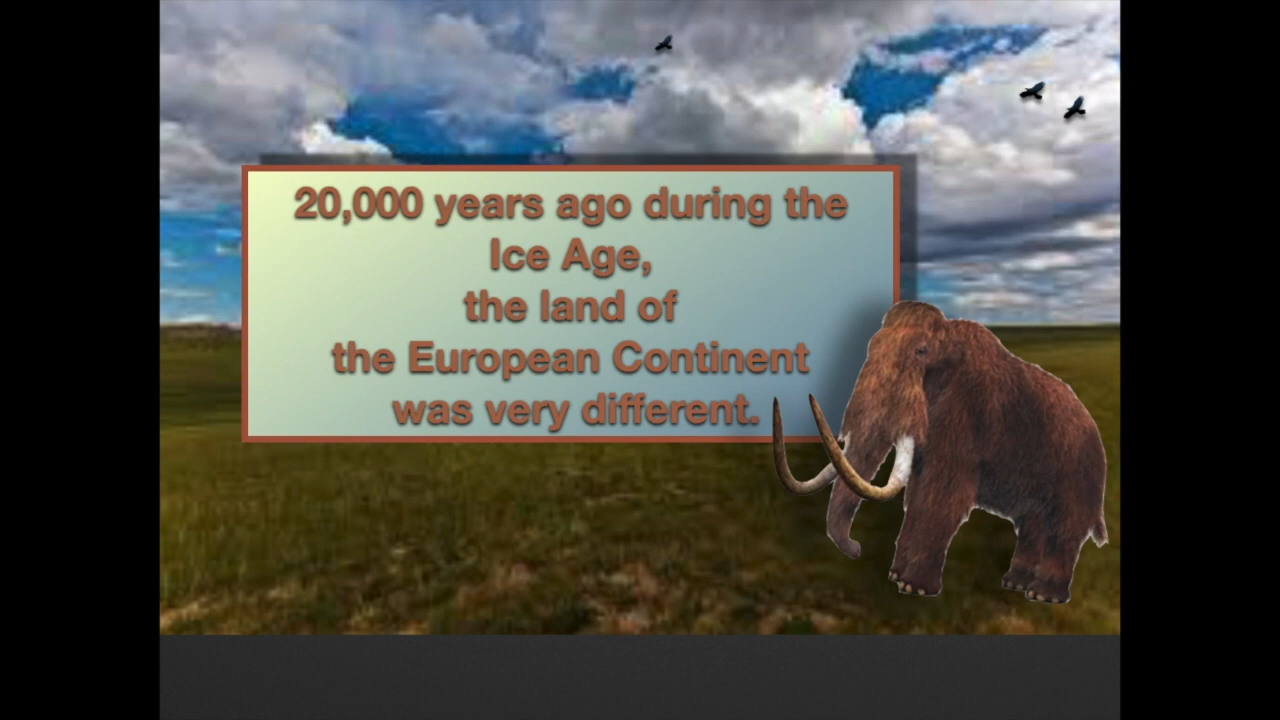 20,000 years ago during the
Ice Age,
the land of
the European Continent
was very different.